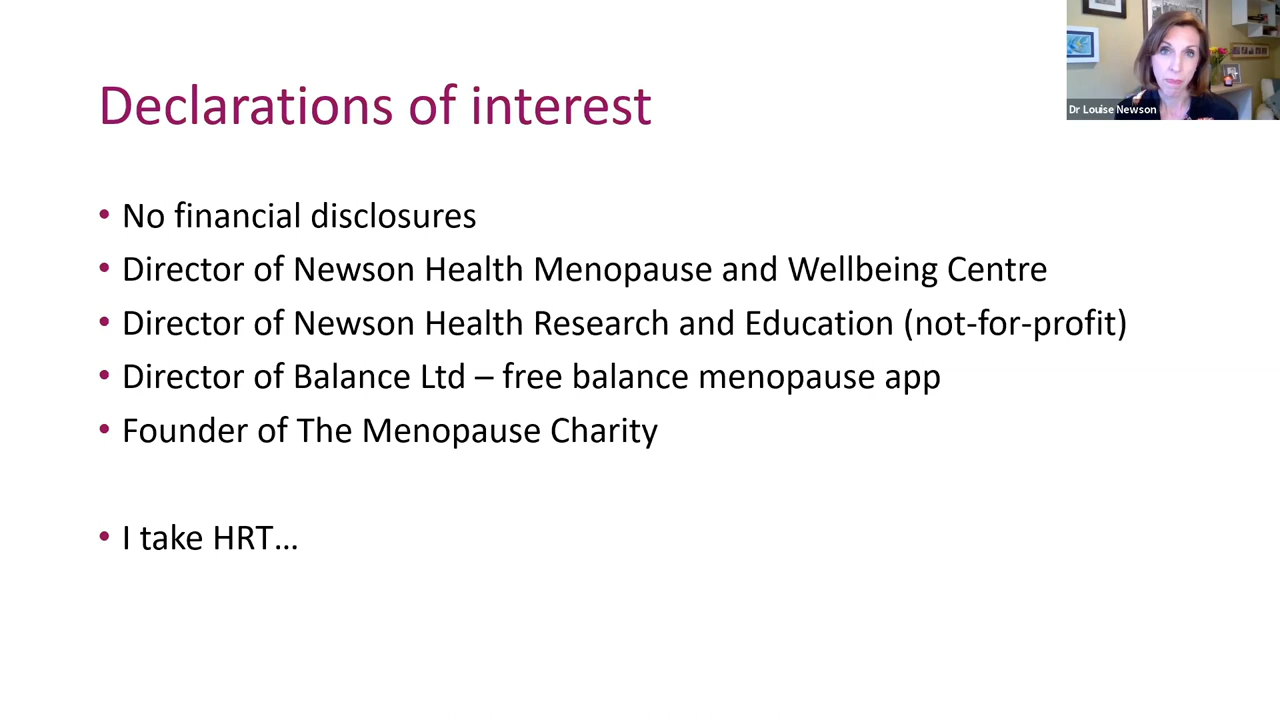 Declarations of interest
Dr Louise Newson
• No financial disclosures
• Director of Newson Health Menopause and Wellbeing Centre
• Director of Newson Health Research and Education (not-for-profit)
• Director of Balance Ltd – free balance menopause app
• Founder of The Menopause Charity
• I take HRT…